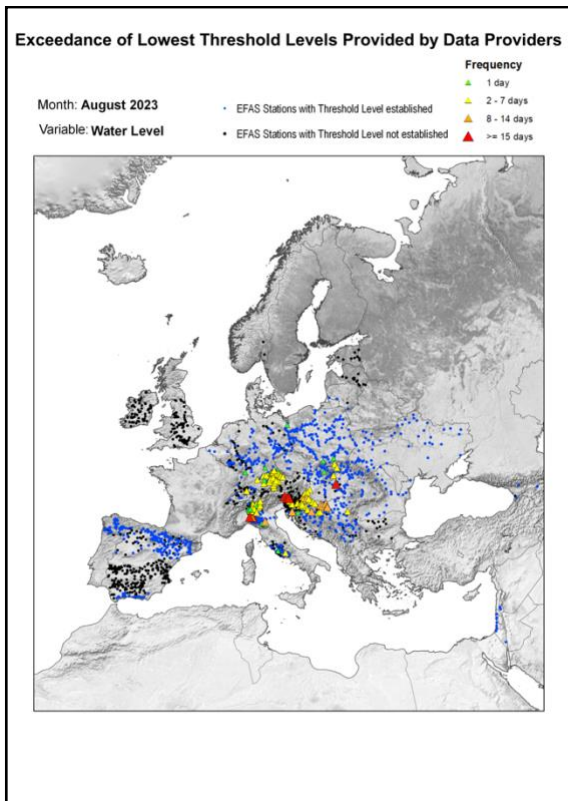 Exceedance of Lowest Threshold Levels Provided by Data Providers
Frequency
1 day
2 - 7 days
8 - 14 days
>= 15 days
Month: August 2023
Variable: Water Level
EFAS Stations with Threshold Level established
EFAS Stations with Threshold Level not established